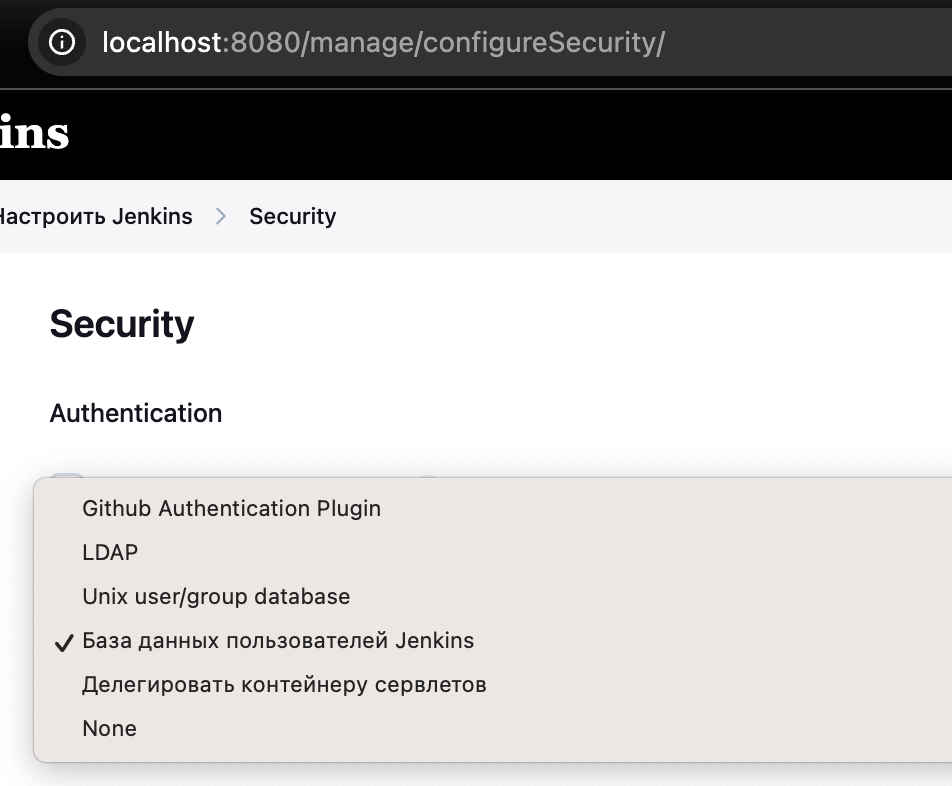 localhost:8080/manage/configureSecurity/
ins
Настроить Jenkins > Security
Security
Authentication
Github Authentication Plugin
LDAP
Unix user/group database
База данных пользователей Jenkins
Делегировать контейнеру сервлетов
None